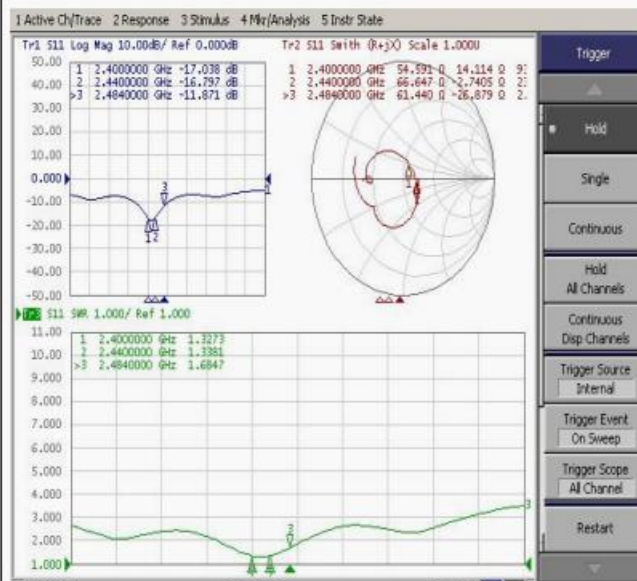 1 Active Ch/Trace 2 Response 3 Stimulus 4 Mkr/Analysis 5 Instr State
Tr1 S11 Log Mag 10.00dB/ Ref 0.000dB
50.00
40.00
30.00
20.00
10.00
0.000
-10.00
-20.00
-30.00
-40.00
-50.00
1 2.4000000 GHz -17.038 dB
2 2.4400000 GHz -16.797 dB
>3 2.4840000 GHz -11.871 dB
3
1 2
Tr2 S11 Smith (R+jX) Scale 1.000U
1 2.4000000 GHz 54.591 Ω 14.114 Ω
2 2.4400000 GHz 66.647 Ω -2.7405 Ω
>3 2.4840000 GHz 61.440 Ω -26.879 Ω
Tr3 S11 SWR 1.000/ Ref 1.000
11.00
10.00
9.000
8.000
7.000
6.000
5.000
4.000
3.000
2.000
1.000
1 2.4000000 GHz 1.3273
2 2.4400000 GHz 1.3381
>3 2.4840000 GHz 1.6847
3
3
Trigger
Hold
Single
Continuous
Hold
All Channels
Continuous
Disp Channels
Trigger Source
Internal
Trigger Event
On Sweep
Trigger Scope
All Channel
Restart